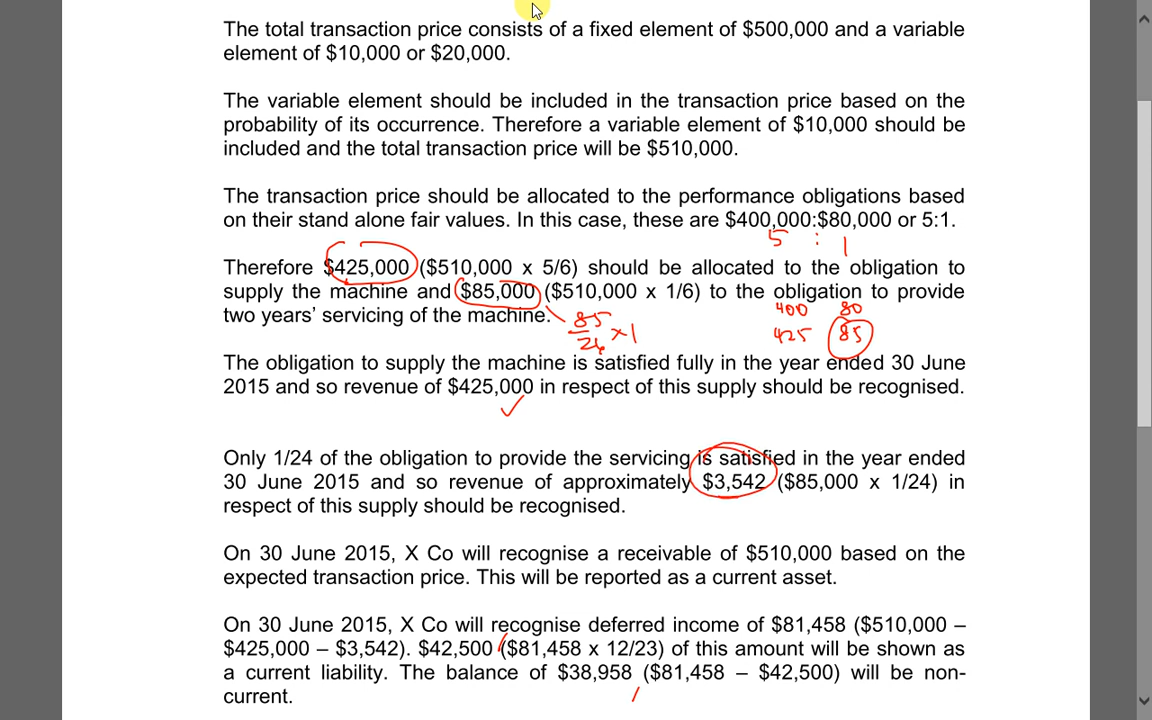 The total transaction price consists of a fixed element of $500,000 and a variable
element of $10,000 or $20,000.
The variable element should be included in the transaction price based on the
probability of its occurrence. Therefore a variable element of $10,000 should be
included and the total transaction price will be $510,000.
The transaction price should be allocated to the performance obligations based
on their stand alone fair values. In this case, these are $400,000:$80,000 or 5:1.
5 : 1
Therefore $425,000 ($510,000 x 5/6) should be allocated to the obligation to
supply the machine and $85,000 ($510,000 x 1/6) to the obligation to provide
400 80
two years’ servicing of the machine.
85/24 x 1
425 85
The obligation to supply the machine is satisfied fully in the year ended 30 June
2015 and so revenue of $425,000 in respect of this supply should be recognised.
Only 1/24 of the obligation to provide the servicing is satisfied in the year ended
30 June 2015 and so revenue of approximately $3,542 ($85,000 x 1/24) in
respect of this supply should be recognised.
On 30 June 2015, X Co will recognise a receivable of $510,000 based on the
expected transaction price. This will be reported as a current asset.
On 30 June 2015, X Co will recognise deferred income of $81,458 ($510,000 –
$425,000 – $3,542). $42,500 ($81,458 x 12/23) of this amount will be shown as
a current liability. The balance of $38,958 ($81,458 – $42,500) will be non-
current.